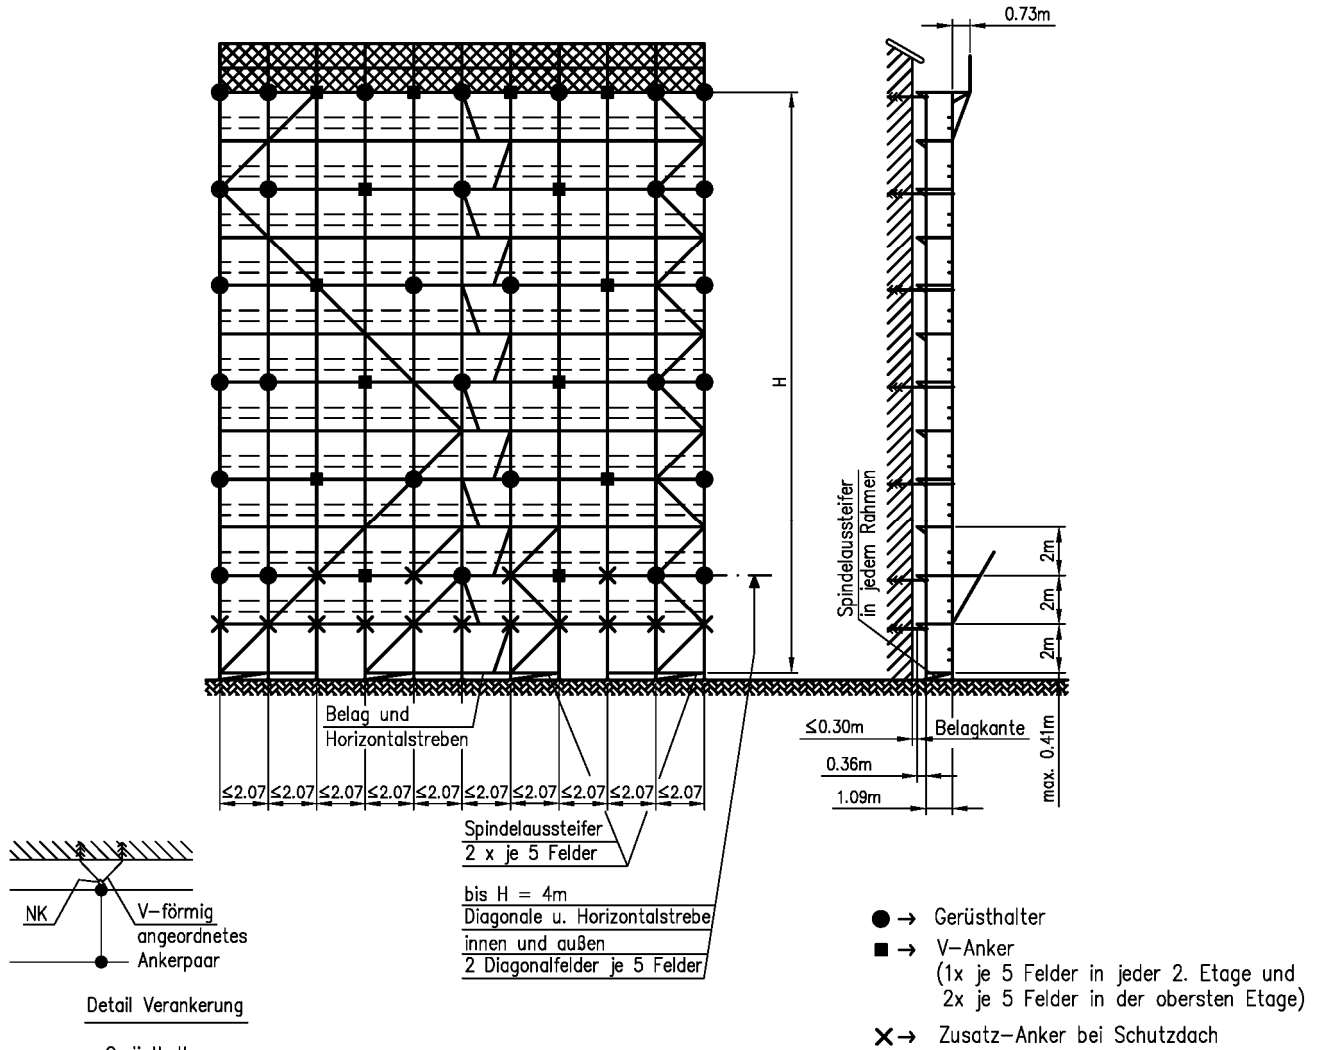 0.73m
H
Spindelaussteifer
in jedem Rahmen
2m
2m
2m
Belag und
Horizontalstreben
≤0.30m
Belagkante
0.36m
1.09m
max. 0.41m
≤2.07 ≤2.07 ≤2.07 ≤2.07 ≤2.07 ≤2.07 ≤2.07 ≤2.07 ≤2.07 ≤2.07
Spindelaussteifer
2 x je 5 Felder
bis H = 4m
Diagonale u. Horizontalstrebe
innen und außen
2 Diagonalfelder je 5 Felder
NK
V-förmig
angeordnetes
Ankerpaar
Detail Verankerung
Gerüsthalter
V-Anker
(1x je 5 Felder in jeder 2. Etage und
2x je 5 Felder in der obersten Etage)
Zusatz-Anker bei Schutzdach